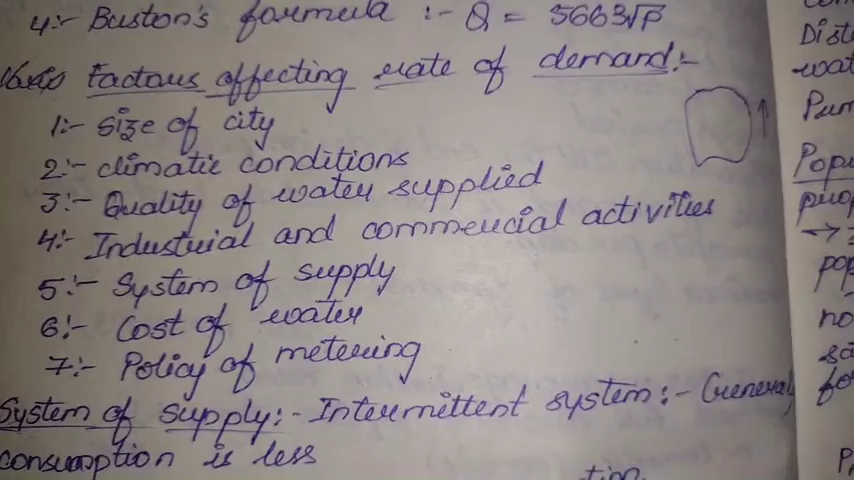 4:- Buston's formula :- Q = 5663√P
Factors affecting rate of demand:-
1:- Size of city
2:- climatic conditions
3:- Quality of water supplied
4:- Industrial and commercial activities
5:- System of supply
6:- Cost of water
7:- Policy of metering
System of supply:- Intermittent system:- General
consumption is less